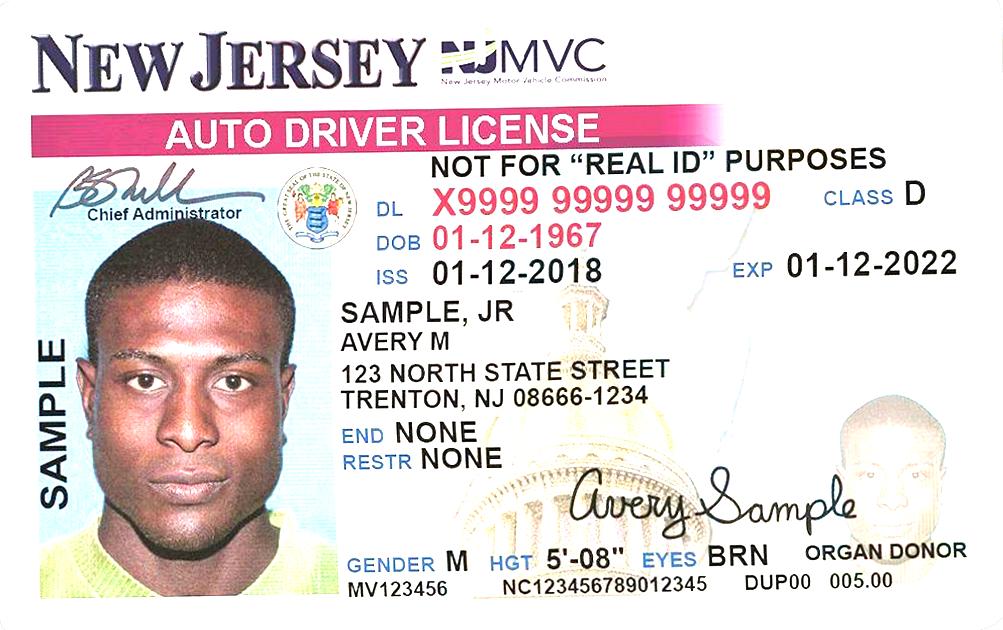 NEW JERSEY NJMVC
New Jersey Motor Vehicle Commission
AUTO DRIVER LICENSE
NOT FOR “REAL ID” PURPOSES
Chief Administrator
THE GREAT SEAL OF THE STATE OF NEW JERSEY
DL X9999 99999 99999 CLASS D
DOB 01-12-1967
ISS 01-12-2018 EXP 01-12-2022
SAMPLE, JR
AVERY M
123 NORTH STATE STREET
TRENTON, NJ 08666-1234
END NONE
RESTR NONE
SAMPLE
Avery Sample
GENDER M HGT 5'-08" EYES BRN ORGAN DONOR
MV123456 NC123456789012345 DUP00 005.00